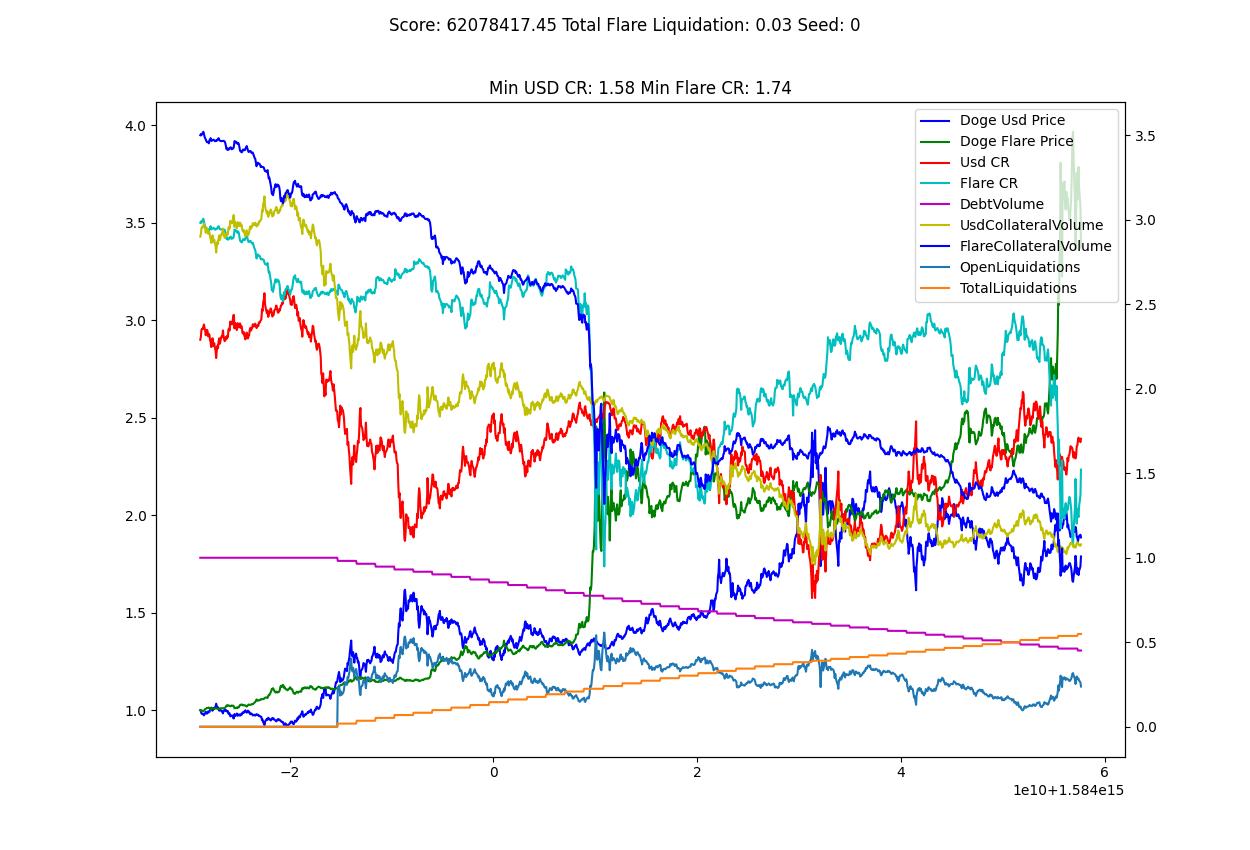 Score: 62078417.45 Total Flare Liquidation: 0.03 Seed: 0
Min USD CR: 1.58 Min Flare CR: 1.74
Doge Usd Price
Doge Flare Price
Usd CR
Flare CR
DebtVolume
UsdCollateralVolume
FlareCollateralVolume
OpenLiquidations
TotalLiquidations
4.0
3.5
3.0
2.5
2.0
1.5
1.0
3.5
3.0
2.5
2.0
1.5
1.0
0.5
0.0
−2 0 2 4 6
1e10+1.584e15